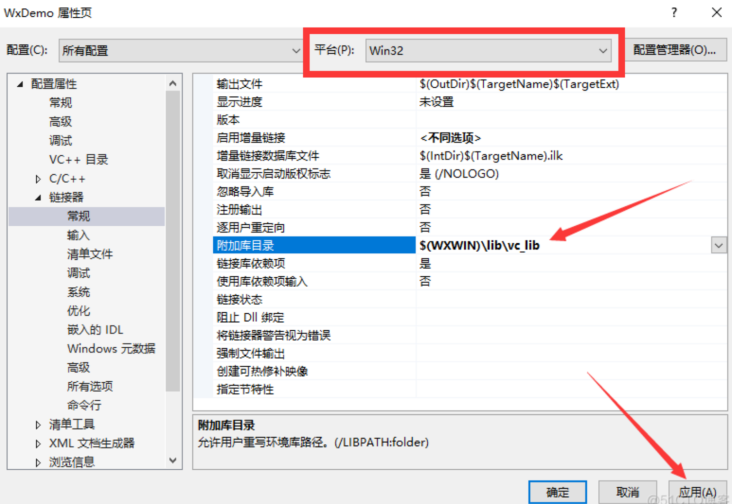 WxDemo 属性页
? ×
配置(C): 所有配置 平台(P): Win32 配置管理器(O)...
配置属性
常规
高级
调试
VC++ 目录
C/C++
链接器
常规
输入
清单文件
调试
系统
优化
嵌入的 IDL
Windows 元数据
高级
所有选项
命令行
清单工具
XML 文档生成器
浏览信息
输出文件 $(OutDir)$(TargetName)$(TargetExt)
显示进度 未设置
版本
启用增量链接 <不同选项>
增量链接数据库文件 $(IntDir)$(TargetName).ilk
取消显示启动版权标志 是 (/NOLOGO)
忽略导入库 否
注册输出 否
逐用户重定向 否
附加库目录 $(WXWIN)\lib\vc_lib
链接库依赖项 是
使用库依赖项输入 否
链接状态
阻止 Dll 绑定
将链接器警告视为错误
强制文件输出
创建可热修补映像
指定节特性
附加库目录
允许用户重写环境库路径。(/LIBPATH:folder)
确定 取消 应用(A)
@51CTO博客